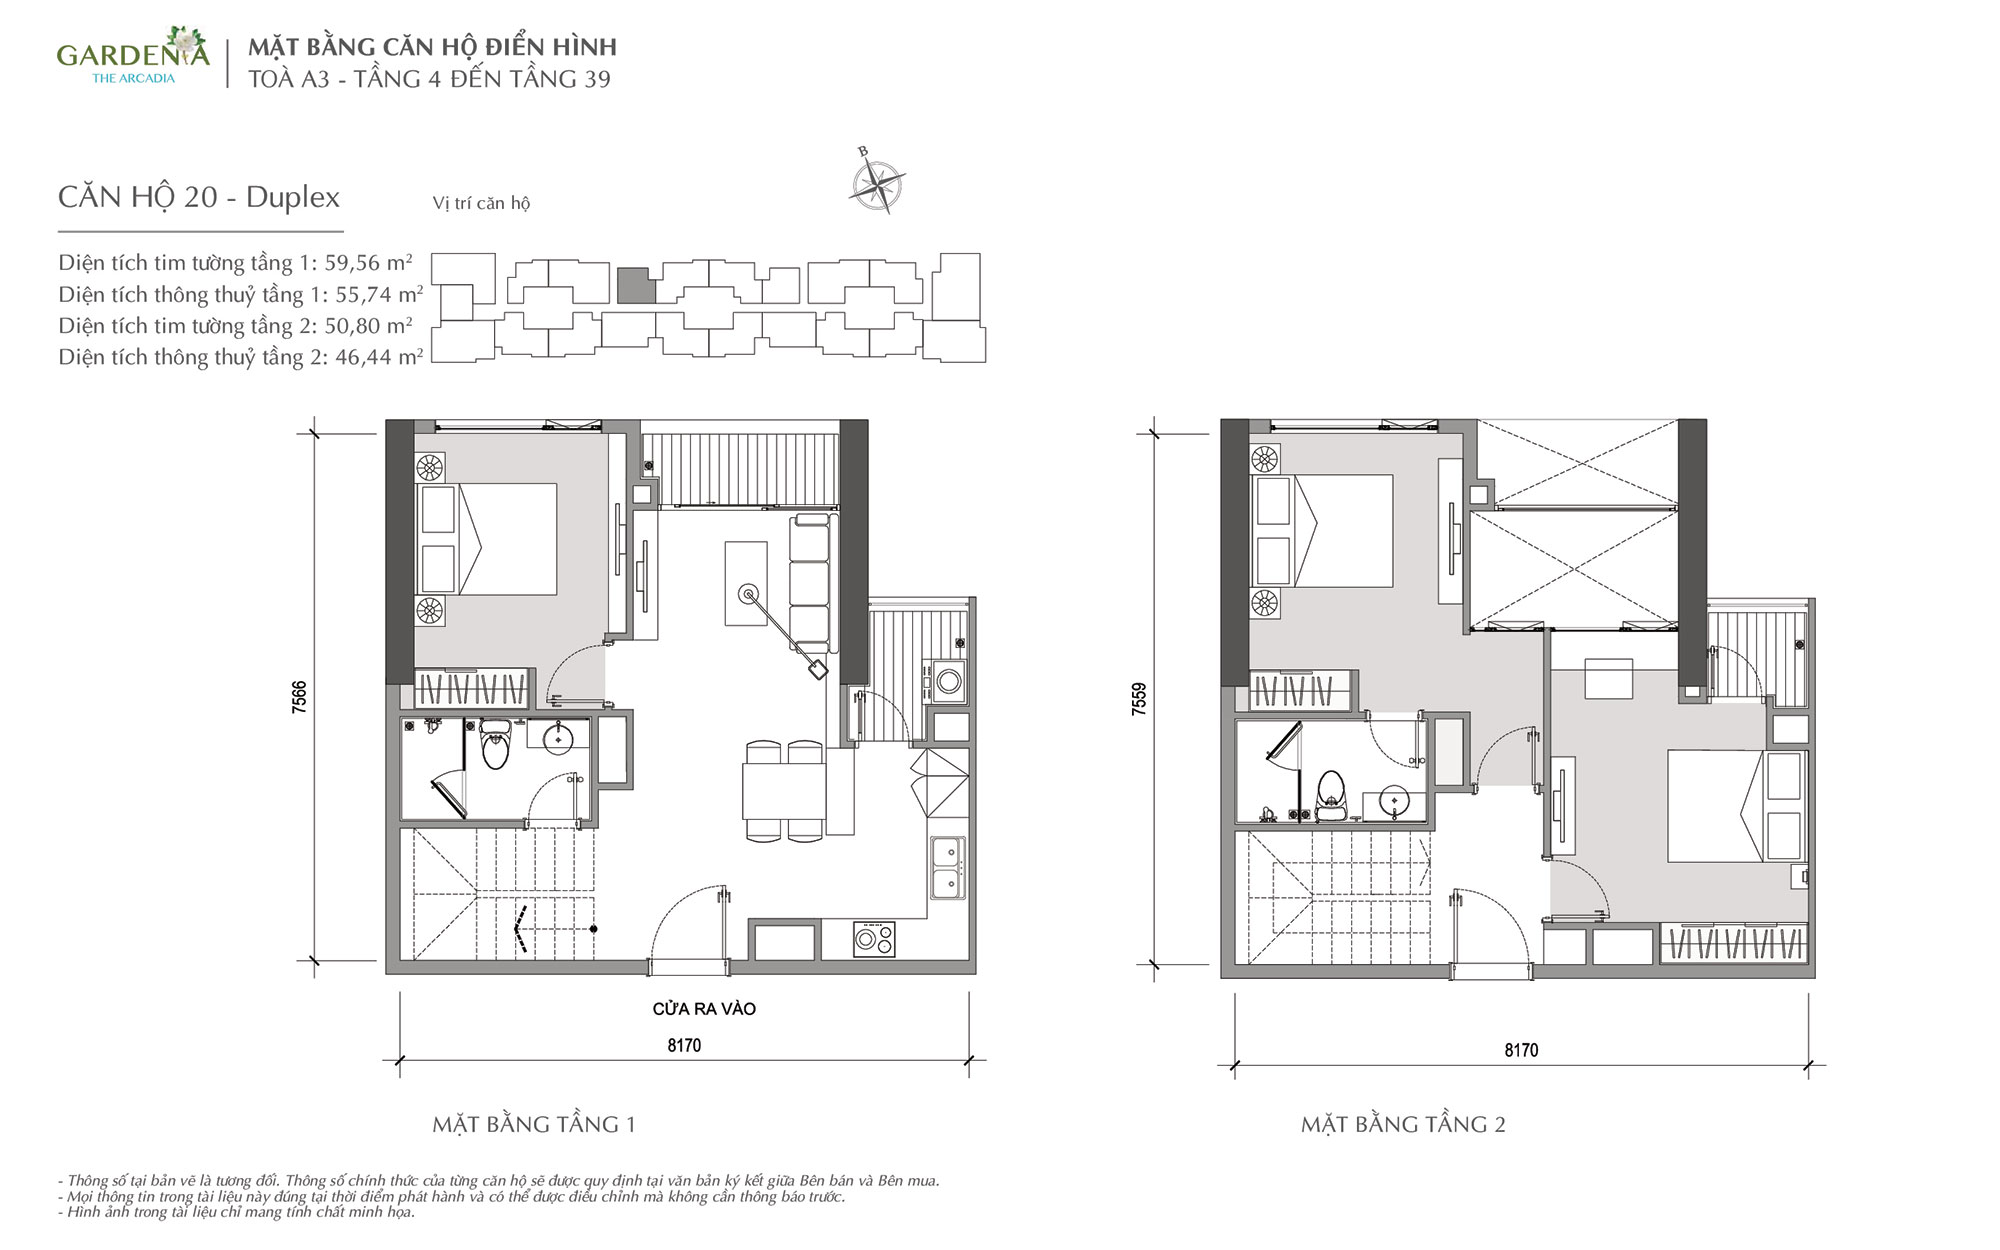 GARDENIA
THE ARCADIA
MẶT BẰNG CĂN HỘ ĐIỂN HÌNH
TOÀ A3 - TẦNG 4 ĐẾN TẦNG 39
CĂN HỘ 20 - Duplex
Vị trí căn hộ
B
Diện tích tim tường tầng 1: 59,56 m²
Diện tích thông thuỷ tầng 1: 55,74 m²
Diện tích tim tường tầng 2: 50,80 m²
Diện tích thông thuỷ tầng 2: 46,44 m²
7566
7559
CỬA RA VÀO
8170
8170
MẶT BẰNG TẦNG 1
MẶT BẰNG TẦNG 2
- Thông số tại bản vẽ là tương đối. Thông số chính thức của từng căn hộ sẽ được quy định tại văn bản ký kết giữa Bên bán và Bên mua.
- Mọi thông tin trong tài liệu này đúng tại thời điểm phát hành và có thể được điều chỉnh mà không cần thông báo trước.
- Hình ảnh trong tài liệu chỉ mang tính chất minh họa.